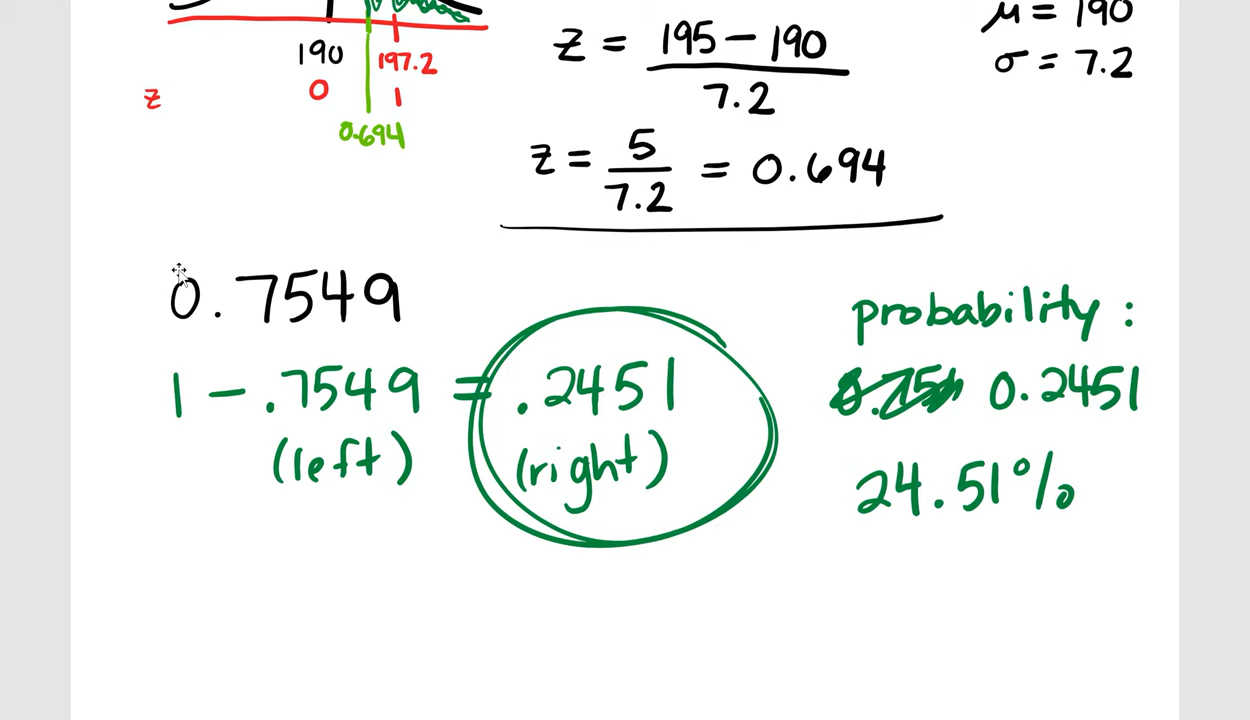 μ = 190
z = 195 - 190 / 7.2
σ = 7.2
190 197.2
z 0 1
0.694
z = 5 / 7.2 = 0.694
0.7549
probability:
1 - .7549 = .2451
0.2451
(left) (right)
24.51%